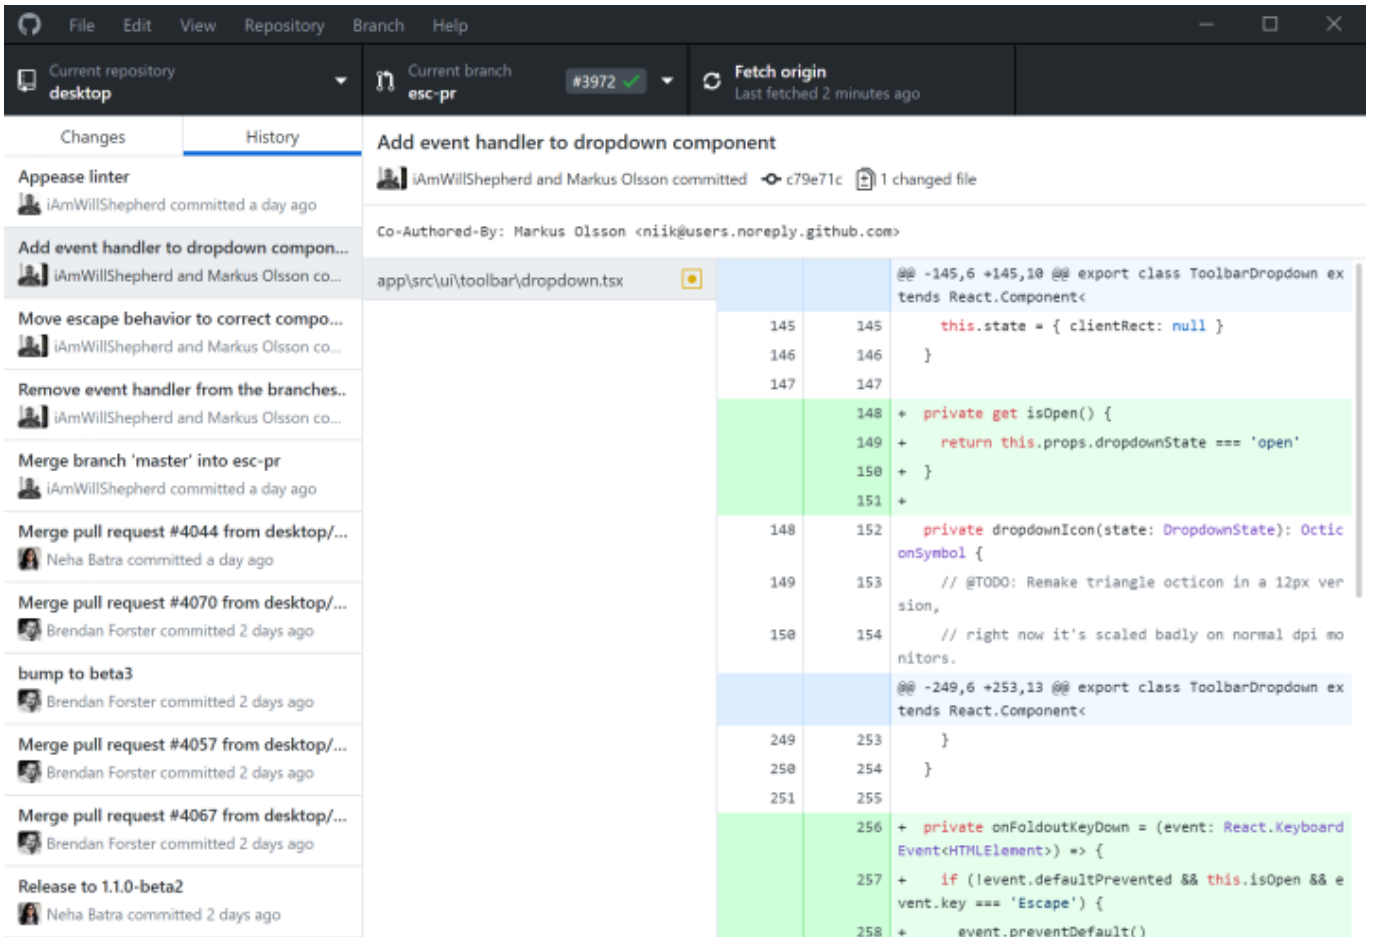 File Edit View Repository Branch Help
Current repository
desktop
Current branch
esc-pr
#3972
Fetch origin
Last fetched 2 minutes ago
Changes
History
Appease linter
iAmWillShepherd committed a day ago
Add event handler to dropdown compon...
iAmWillShepherd and Markus Olsson co...
Move escape behavior to correct compo...
iAmWillShepherd and Markus Olsson co...
Remove event handler from the branches..
iAmWillShepherd and Markus Olsson co...
Merge branch 'master' into esc-pr
iAmWillShepherd committed a day ago
Merge pull request #4044 from desktop/...
Neha Batra committed a day ago
Merge pull request #4070 from desktop/...
Brendan Forster committed 2 days ago
bump to beta3
Brendan Forster committed 2 days ago
Merge pull request #4057 from desktop/...
Brendan Forster committed 2 days ago
Merge pull request #4067 from desktop/...
Brendan Forster committed 2 days ago
Release to 1.1.0-beta2
Neha Batra committed 2 days ago
Add event handler to dropdown component
iAmWillShepherd and Markus Olsson committed c79e71c 1 changed file
Co-Authored-By: Markus Olsson <niik@users.noreply.github.com>
app\src\ui\toolbar\dropdown.tsx
@@ -145,6 +145,10 @@ export class ToolbarDropdown ex
tends React.Component<
145 145 this.state = { clientRect: null }
146 146 }
147 147
148 + private get isOpen() {
149 + return this.props.dropdownState === 'open'
150 + }
151 +
148 152 private dropdownIcon(state: DropdownState): Octic
onSymbol {
149 153 // @TODO: Remake triangle octicon in a 12px ver
sion,
150 154 // right now it's scaled badly on normal dpi mo
nitors.
@@ -249,6 +253,13 @@ export class ToolbarDropdown ex
tends React.Component<
249 253 }
250 254 }
251 255
256 + private onFoldoutKeyDown = (event: React.Keyboard
Event<HTMLElement>) => {
257 + if (!event.defaultPrevented && this.isOpen && e
vent.key === 'Escape') {
258 + event.preventDefault()